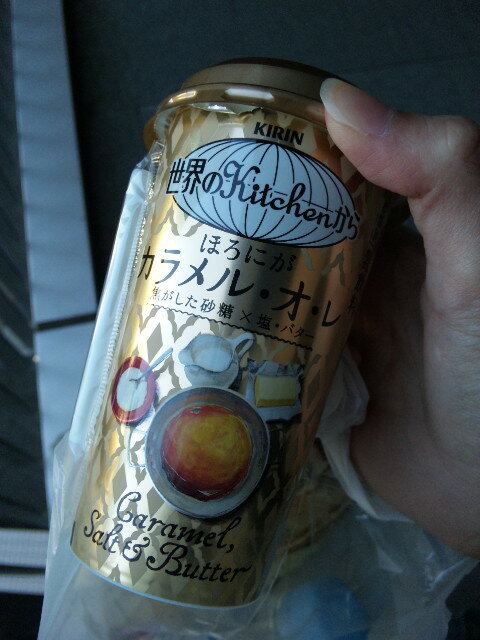 KIRIN
世界のKitchenから
ほろにが
カラメル・オ・レ
焦がした砂糖×塩・バター
Caramel,
Salt & Butter